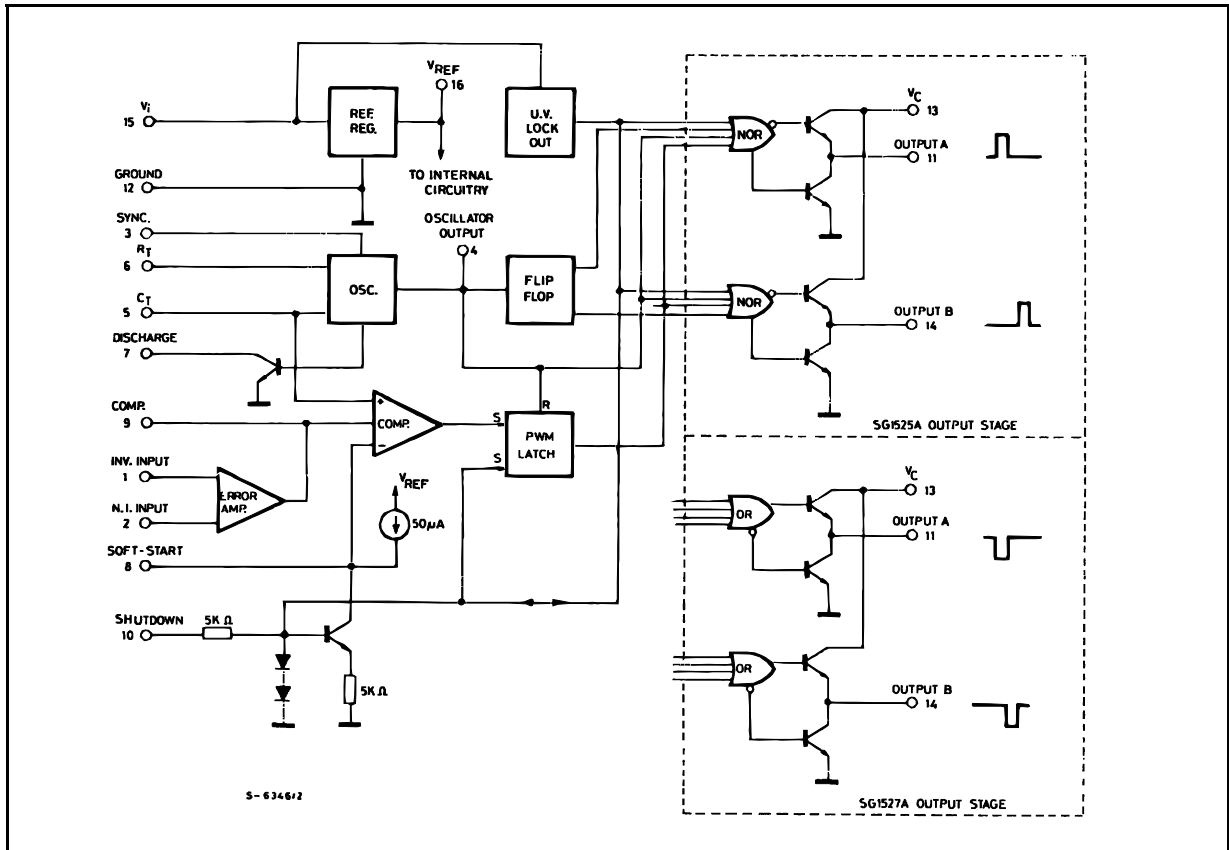 Vi
15
REF.
REG.
VREF
16
U.V.
LOCK
OUT
GROUND
12
TO INTERNAL
CIRCUITRY
SYNC.
3
RT
6
CT
5
OSC.
OSCILLATOR
OUTPUT
4
FLIP
FLOP
DISCHARGE
7
COMP.
9
+
COMP.
−
S
S
R
PWM
LATCH
INV. INPUT
1
N.I. INPUT
2
ERROR
AMP.
VREF
50µA
SOFT-START
8
SHUTDOWN
10
5KΩ
5KΩ
S-6346/2
NOR
VC
13
OUTPUT A
11
NOR
OUTPUT B
14
SG1525A OUTPUT STAGE
OR
VC
13
OUTPUT A
11
OR
OUTPUT B
14
SG1527A OUTPUT STAGE